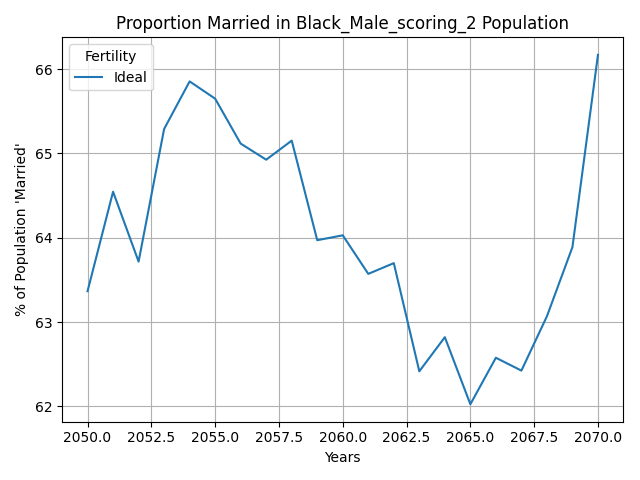 Proportion Married in Black_Male_scoring_2 Population
Fertility
Ideal
% of Population 'Married'
66
65
64
63
62
2050.0 2052.5 2055.0 2057.5 2060.0 2062.5 2065.0 2067.5 2070.0
Years